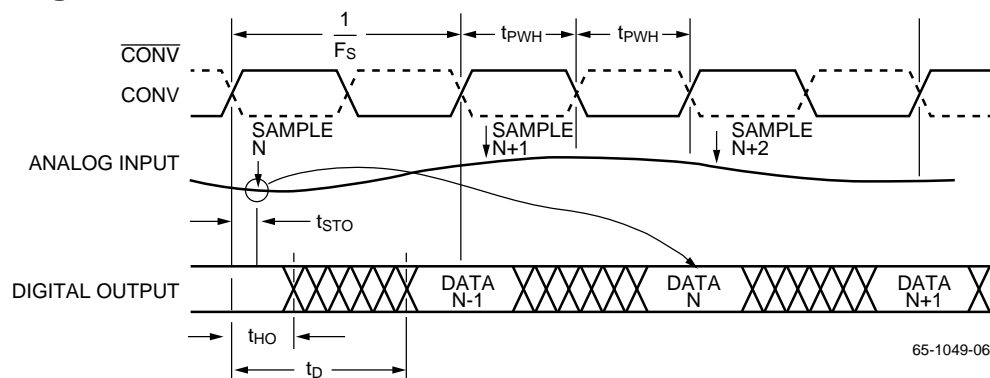 1
FS
tPWH
tPWH
CONV
CONV
SAMPLE
N
SAMPLE
N+1
SAMPLE
N+2
ANALOG INPUT
tSTO
DIGITAL OUTPUT
DATA
N-1
DATA
N
DATA
N+1
tHO
tD
65-1049-06